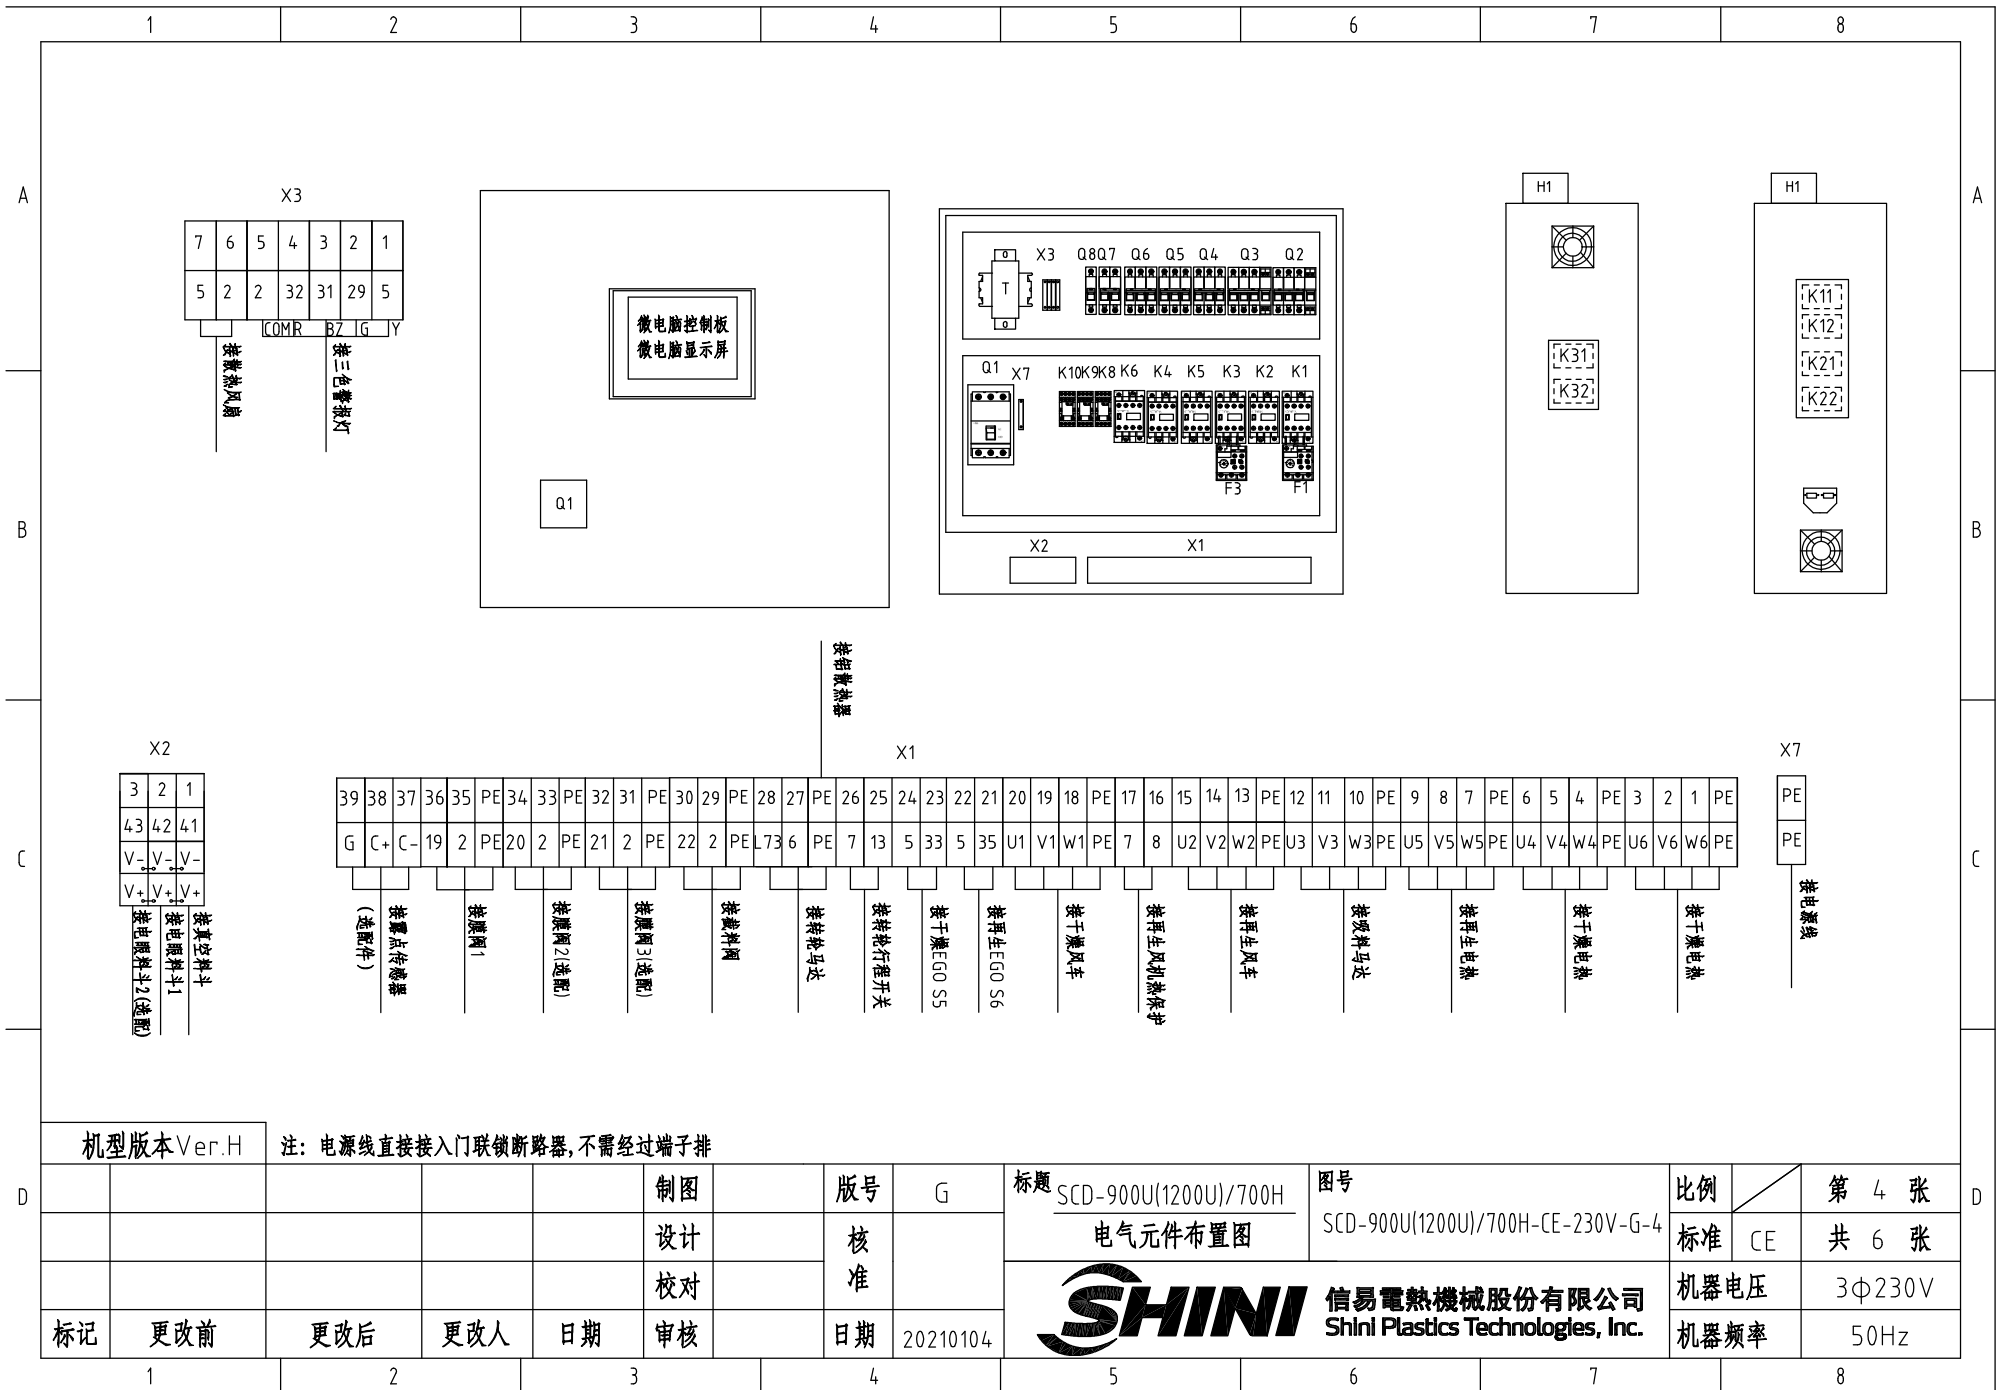 1 2 3 4 5 6 7 8
A A
X3
7 6 5 4 3 2 1
5 2 2 32 31 29 5
COM R BZ G Y
接散热风扇
接三色警报灯
微电脑控制板
微电脑显示屏
Q1
X3 Q8 Q7 Q6 Q5 Q4 Q3 Q2
T
Q1 X7 K10 K9 K8 K6 K4 K5 K3 K2 K1
F3 F1
X2 X1
H1
K31
K32
H1
K11
K12
K21
K22
B B
接铝散热器
X2
3 2 1
43 42 41
V- V- V-
V+ V+ V+
接电眼料斗2(选配)
接电眼料斗1
接真空料斗
X1
39 38 37 36 35 PE 34 33 PE 32 31 PE 30 29 PE 28 27 PE 26 25 24 23 22 21 20 19 18 PE 17 16 15 14 13 PE 12 11 10 PE 9 8 7 PE 6 5 4 PE 3 2 1 PE
G C+ C- 19 2 PE 20 2 PE 21 2 PE 22 2 PE L73 6 PE 7 13 5 33 5 35 U1 V1 W1 PE 7 8 U2 V2 W2 PE U3 V3 W3 PE U5 V5 W5 PE U4 V4 W4 PE U6 V6 W6 PE
接露点传感器
(选配件)
接膜阀1
接膜阀2(选配)
接膜阀3(选配)
接截料阀
接转轮马达
接转轮行程开关
接干燥EGO S5
接再生EGO S6
接干燥风车
接再生风机热保护
接再生风车
接吸料马达
接再生电热
接干燥电热
接干燥电热
X7
PE
PE
接电源线
C C
机型版本Ver.H
注: 电源线直接接入门联锁断路器,不需经过端子排
D D
制图
设计
校对
审核
标记 更改前 更改后 更改人 日期
版号 G
核准
日期 20210104
标题 SCD-900U(1200U)/700H
电气元件布置图
图号
SCD-900U(1200U)/700H-CE-230V-G-4
比例 第 4 张
标准 CE 共 6 张
机器电压 3ϕ230V
机器频率 50Hz
SHINI
信易電熱機械股份有限公司
Shini Plastics Technologies, Inc.
1 2 3 4 5 6 7 8